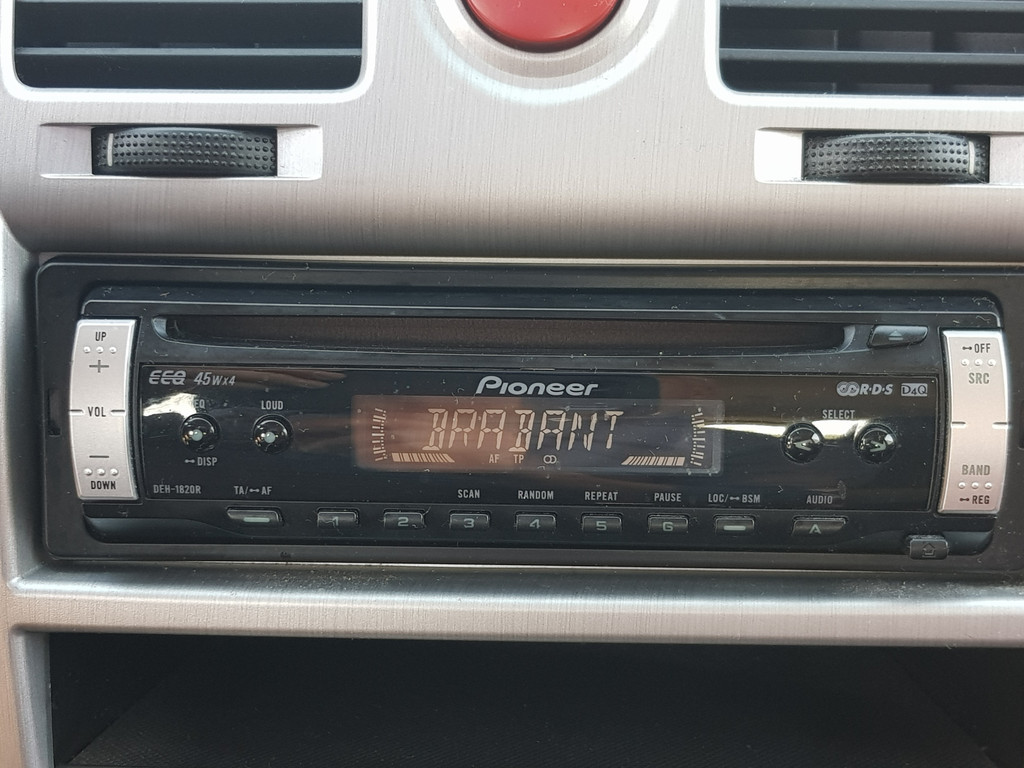 UP
VOL
DOWN
EEQ 45Wx4
EQ
LOUD
DISP
DEH-1820R
TA/ AF
Pioneer
BRABANT
AF TP
SCAN RANDOM REPEAT PAUSE LOC/ BSM AUDIO
1 2 3 4 5 6 A
R·D·S D4Q
SELECT
OFF
SRC
BAND
REG